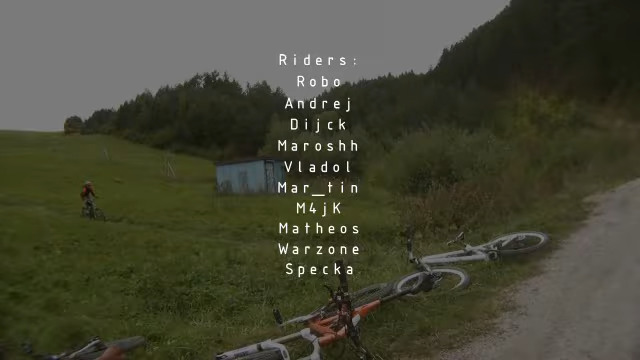 Riders:
Robo
Andrej
Dijck
Maroshh
Vladol
Mar_tin
M4jK
Matheos
Warzone
Specka